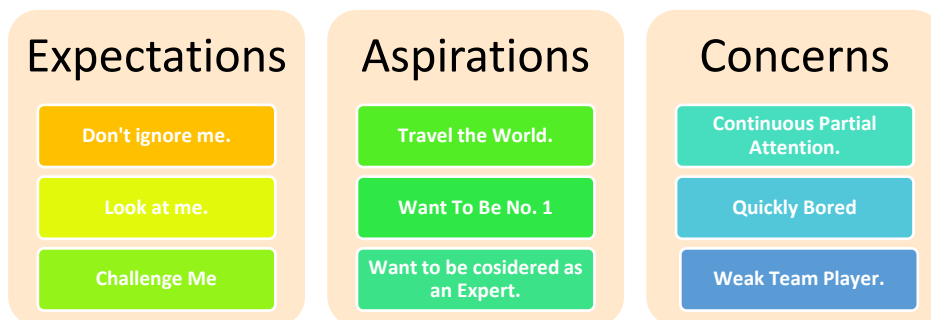 Expectations
Don't ignore me.
Look at me.
Challenge Me
Aspirations
Travel the World.
Want To Be No. 1
Want to be cosidered as
an Expert.
Concerns
Continuous Partial
Attention.
Quickly Bored
Weak Team Player.